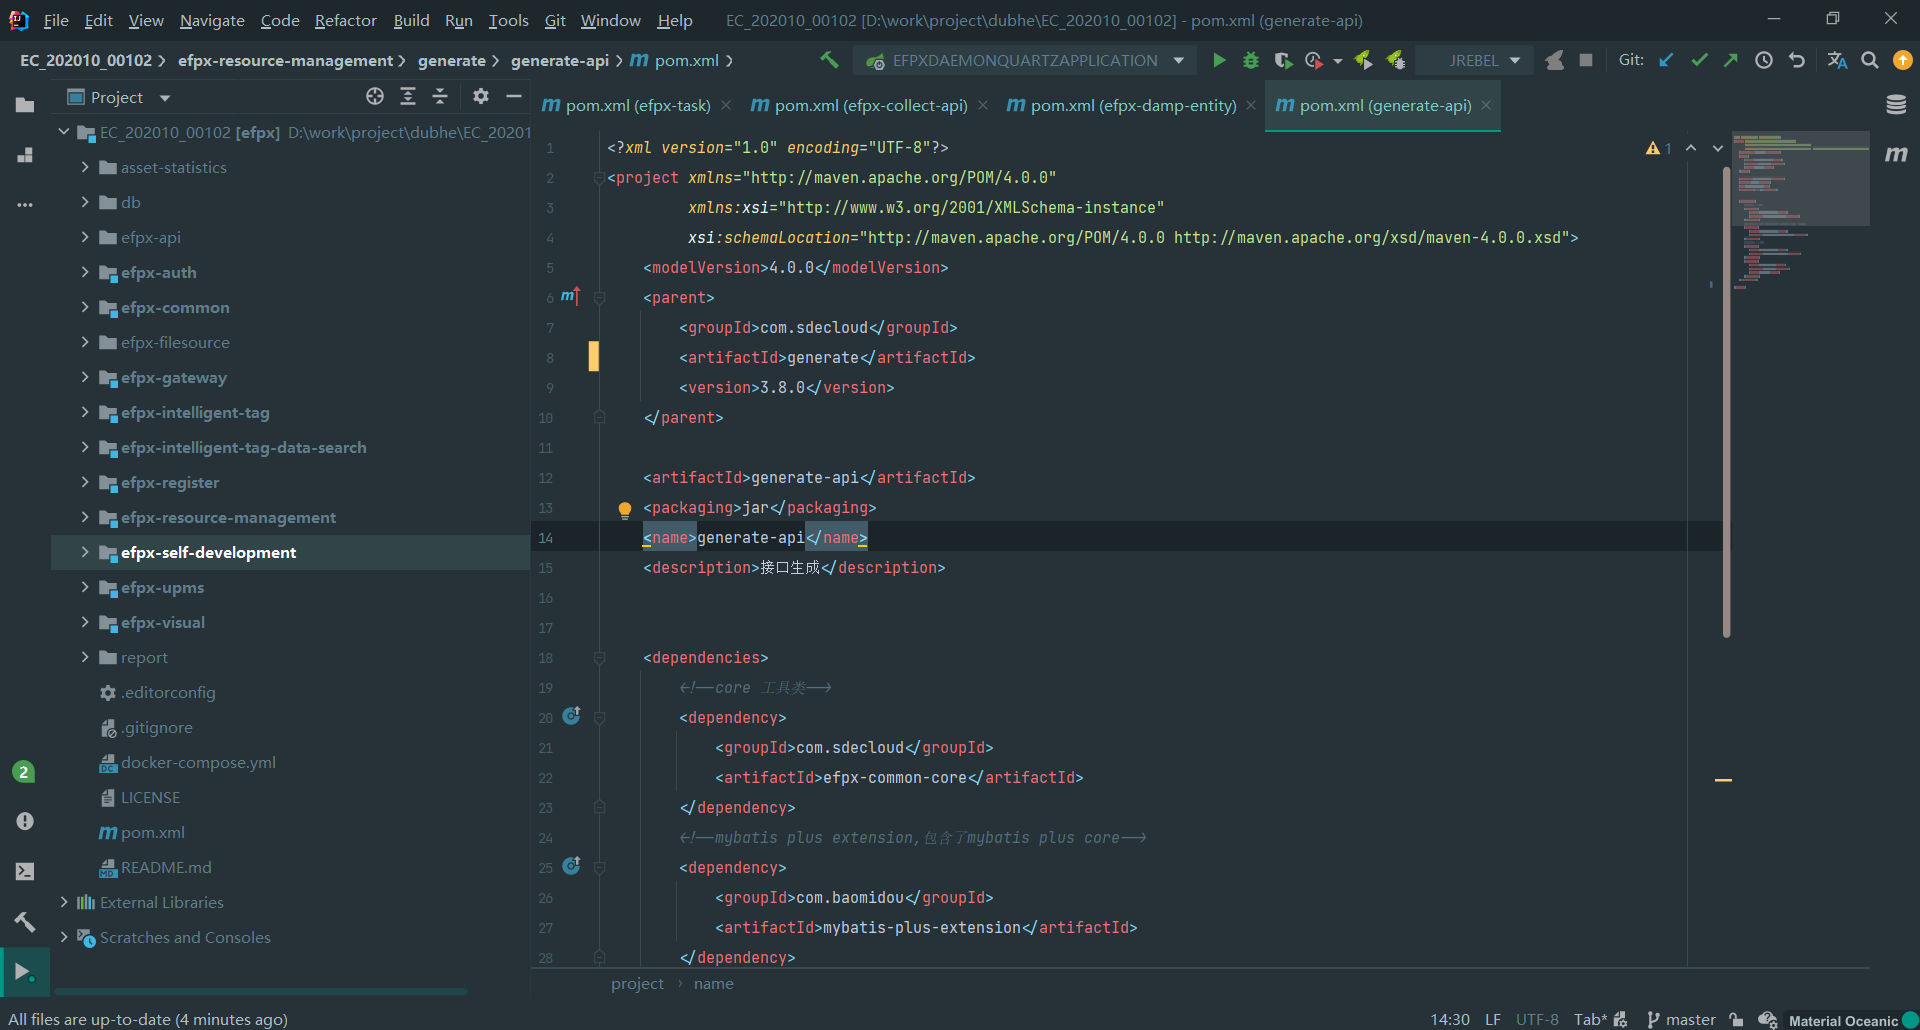 File Edit View Navigate Code Refactor Build Run Tools Git Window Help EC_202010_00102 [D:\work\project\dubhe\EC_202010_00102] - pom.xml (generate-api)
EC_202010_00102 efpx-resource-management generate generate-api m pom.xml EFPXDAEMONQUARTZAPPLICATION JREBEL Git:
Project
m pom.xml (efpx-task) m pom.xml (efpx-collect-api) m pom.xml (efpx-damp-entity) m pom.xml (generate-api)
EC_202010_00102 [efpx] D:\work\project\dubhe\EC_20201
asset-statistics
db
efpx-api
efpx-auth
efpx-common
efpx-filesource
efpx-gateway
efpx-intelligent-tag
efpx-intelligent-tag-data-search
efpx-register
efpx-resource-management
efpx-self-development
efpx-upms
efpx-visual
report
.editorconfig
.gitignore
docker-compose.yml
LICENSE
m pom.xml
README.md
External Libraries
Scratches and Consoles
2
1 <?xml version="1.0" encoding="UTF-8"?>
2 <project xmlns="http://maven.apache.org/POM/4.0.0"
3 xmlns:xsi="http://www.w3.org/2001/XMLSchema-instance"
4 xsi:schemaLocation="http://maven.apache.org/POM/4.0.0 http://maven.apache.org/xsd/maven-4.0.0.xsd">
5 <modelVersion>4.0.0</modelVersion>
6 <parent>
7 <groupId>com.sdecloud</groupId>
8 <artifactId>generate</artifactId>
9 <version>3.8.0</version>
10 </parent>
11
12 <artifactId>generate-api</artifactId>
13 <packaging>jar</packaging>
14 <name>generate-api</name>
15 <description>接口生成</description>
16
17
18 <dependencies>
19 <!--core 工具类-->
20 <dependency>
21 <groupId>com.sdecloud</groupId>
22 <artifactId>efpx-common-core</artifactId>
23 </dependency>
24 <!--mybatis plus extension,包含了mybatis plus core-->
25 <dependency>
26 <groupId>com.baomidou</groupId>
27 <artifactId>mybatis-plus-extension</artifactId>
28 </dependency>
1
m
project › name
All files are up-to-date (4 minutes ago) 14:30 LF UTF-8 Tab* master Material Oceanic